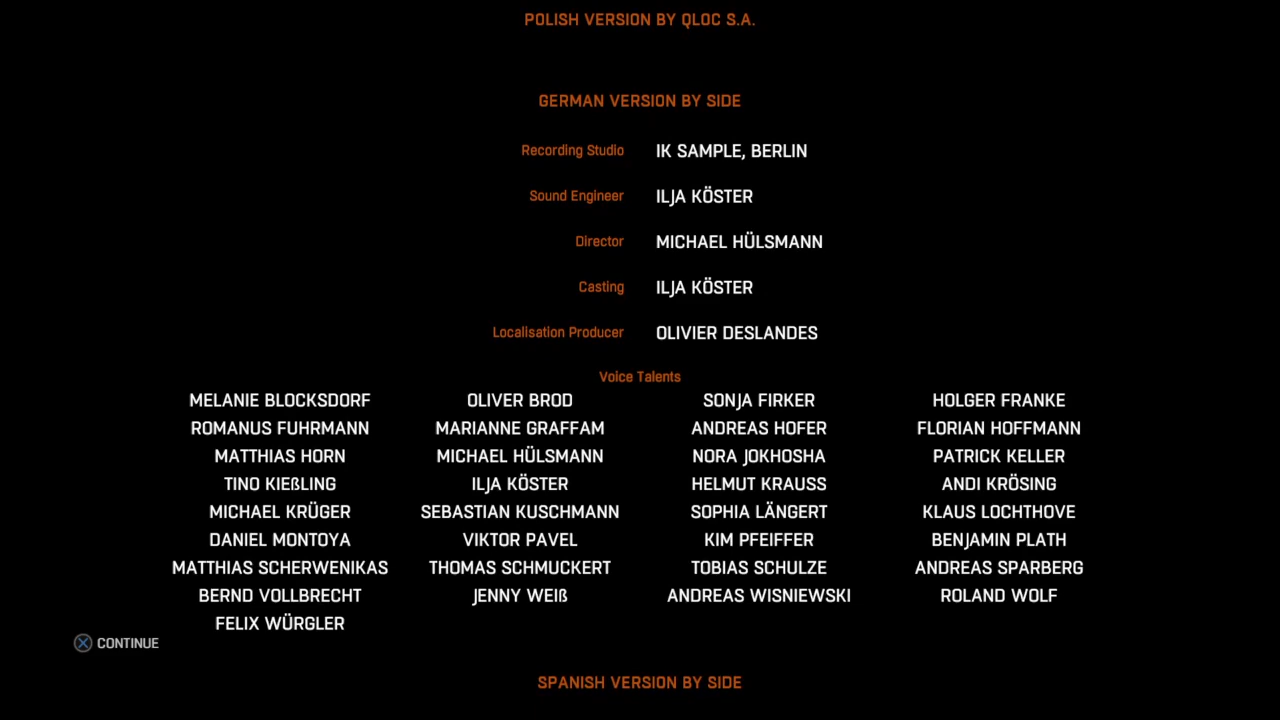 POLISH VERSION BY QLOC S.A.
GERMAN VERSION BY SIDE
Recording Studio IK SAMPLE, BERLIN
Sound Engineer ILJA KÖSTER
Director MICHAEL HÜLSMANN
Casting ILJA KÖSTER
Localisation Producer OLIVIER DESLANDES
Voice Talents
MELANIE BLOCKSDORF OLIVER BROD SONJA FIRKER HOLGER FRANKE
ROMANUS FUHRMANN MARIANNE GRAFFAM ANDREAS HOFER FLORIAN HOFFMANN
MATTHIAS HORN MICHAEL HÜLSMANN NORA JOKHOSHA PATRICK KELLER
TINO KIEßLING ILJA KÖSTER HELMUT KRAUSS ANDI KRÖSING
MICHAEL KRÜGER SEBASTIAN KUSCHMANN SOPHIA LÄNGERT KLAUS LOCHTHOVE
DANIEL MONTOYA VIKTOR PAVEL KIM PFEIFFER BENJAMIN PLATH
MATTHIAS SCHERWENIKAS THOMAS SCHMUCKERT TOBIAS SCHULZE ANDREAS SPARBERG
BERND VOLLBRECHT JENNY WEIß ANDREAS WISNIEWSKI ROLAND WOLF
FELIX WÜRGLER
CONTINUE
SPANISH VERSION BY SIDE